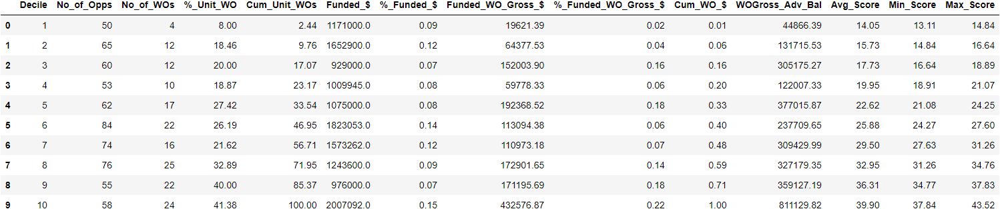 Decile No_of_Opps No_of_WOs %_Unit_WO Cum_Unit_WOs Funded_$ %_Funded_$ Funded_WO_Gross_$ %_Funded_WO_Gross_$ Cum_WO_$ WOGross_Adv_Bal Avg_Score Min_Score Max_Score
0 1 50 4 8.00 2.44 1171000.0 0.09 19621.39 0.02 0.01 44866.39 14.05 13.11 14.84
1 2 65 12 18.46 9.76 1652900.0 0.12 64377.53 0.04 0.06 131715.53 15.73 14.84 16.64
2 3 60 12 20.00 17.07 929000.0 0.07 152003.90 0.16 0.16 305175.27 17.73 16.64 18.89
3 4 53 10 18.87 23.17 1009945.0 0.08 59778.33 0.06 0.20 122007.33 19.95 18.91 21.07
4 5 62 17 27.42 33.54 1075000.0 0.08 192368.52 0.18 0.33 377015.87 22.62 21.08 24.25
5 6 84 22 26.19 46.95 1823053.0 0.14 113094.38 0.06 0.40 237709.65 25.88 24.27 27.60
6 7 74 16 21.62 56.71 1573262.0 0.12 110973.18 0.07 0.48 309429.99 29.50 27.63 31.26
7 8 76 25 32.89 71.95 1243600.0 0.09 172901.65 0.14 0.59 327179.35 32.95 31.26 34.76
8 9 55 22 40.00 85.37 976000.0 0.07 171195.69 0.18 0.71 359127.19 36.31 34.77 37.83
9 10 58 24 41.38 100.00 2007092.0 0.15 432576.87 0.22 1.00 811129.82 39.90 37.84 43.52